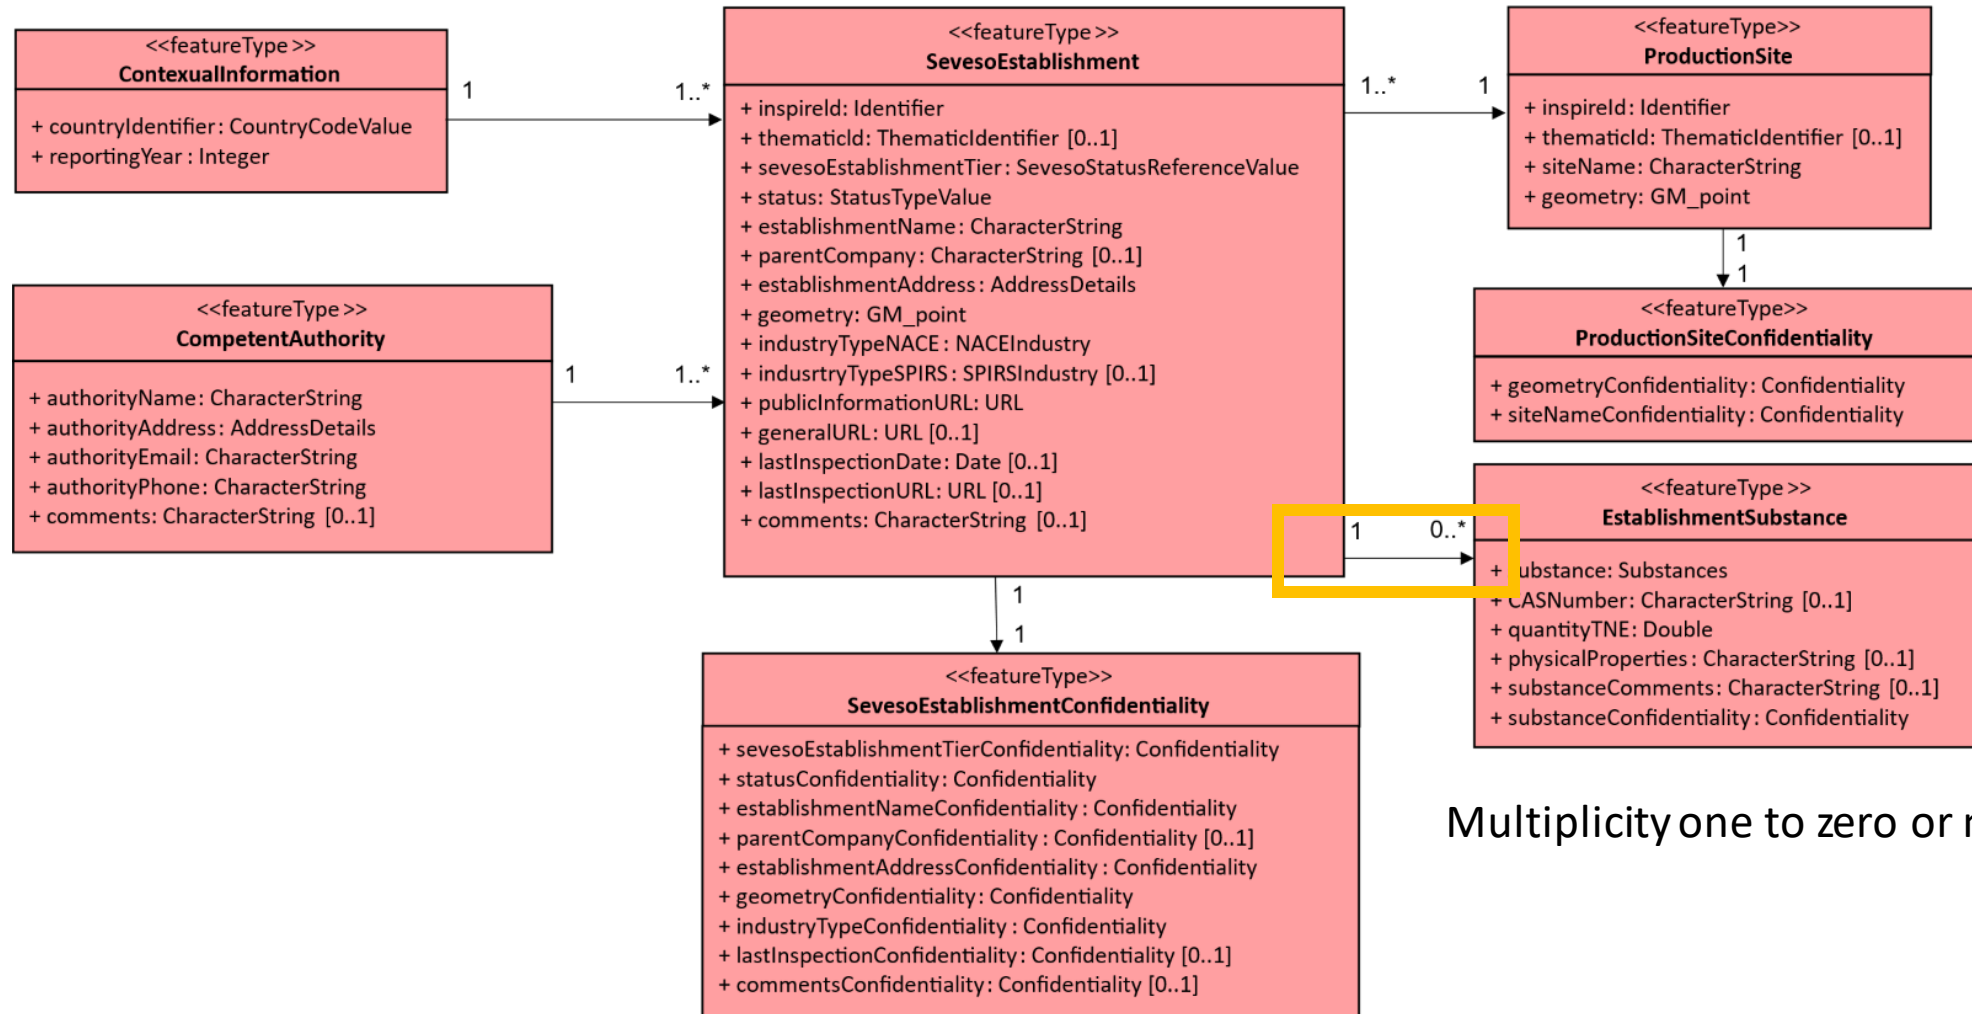 <<featureType>>
ContexualInformation
+ countryIdentifier: CountryCodeValue
+ reportingYear: Integer
1
1..*
<<featureType>>
CompetentAuthority
+ authorityName: CharacterString
+ authorityAddress: AddressDetails
+ authorityEmail: CharacterString
+ authorityPhone: CharacterString
+ comments: CharacterString [0..1]
1
1..*
<<featureType>>
SevesoEstablishment
+ inspireId: Identifier
+ thematicId: ThematicIdentifier [0..1]
+ sevesoEstablishmentTier: SevesoStatusReferenceValue
+ status: StatusTypeValue
+ establishmentName: CharacterString
+ parentCompany: CharacterString [0..1]
+ establishmentAddress: AddressDetails
+ geometry: GM_point
+ industryTypeNACE: NACEIndustry
+ indusrtryTypeSPIRS: SPIRSIndustry [0..1]
+ publicInformationURL: URL
+ generalURL: URL [0..1]
+ lastInspectionDate: Date [0..1]
+ lastInspectionURL: URL [0..1]
+ comments: CharacterString [0..1]
1
1
<<featureType>>
SevesoEstablishmentConfidentiality
+ sevesoEstablishmentTierConfidentiality: Confidentiality
+ statusConfidentiality: Confidentiality
+ establishmentNameConfidentiality: Confidentiality
+ parentCompanyConfidentiality: Confidentiality [0..1]
+ establishmentAddressConfidentiality: Confidentiality
+ geometryConfidentiality: Confidentiality
+ industryTypeConfidentiality: Confidentiality
+ lastInspectionConfidentiality: Confidentiality [0..1]
+ commentsConfidentiality: Confidentiality [0..1]
1..*
1
<<featureType>>
ProductionSite
+ inspireId: Identifier
+ thematicId: ThematicIdentifier [0..1]
+ siteName: CharacterString
+ geometry: GM_point
1
1
<<featureType>>
ProductionSiteConfidentiality
+ geometryConfidentiality: Confidentiality
+ siteNameConfidentiality: Confidentiality
1
0..*
<<featureType>>
EstablishmentSubstance
+ ubstance: Substances
+ CASNumber: CharacterString [0..1]
+ quantityTNE: Double
+ physicalProperties: CharacterString [0..1]
+ substanceComments: CharacterString [0..1]
+ substanceConfidentiality: Confidentiality
Multiplicity one to zero or